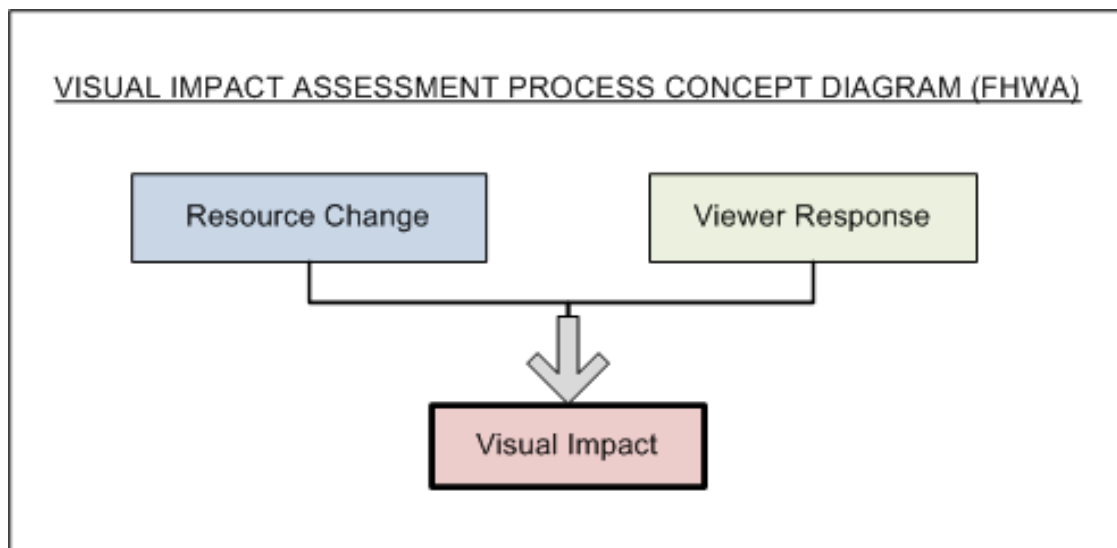 VISUAL IMPACT ASSESSMENT PROCESS CONCEPT DIAGRAM (FHWA)
Resource Change
Viewer Response
Visual Impact